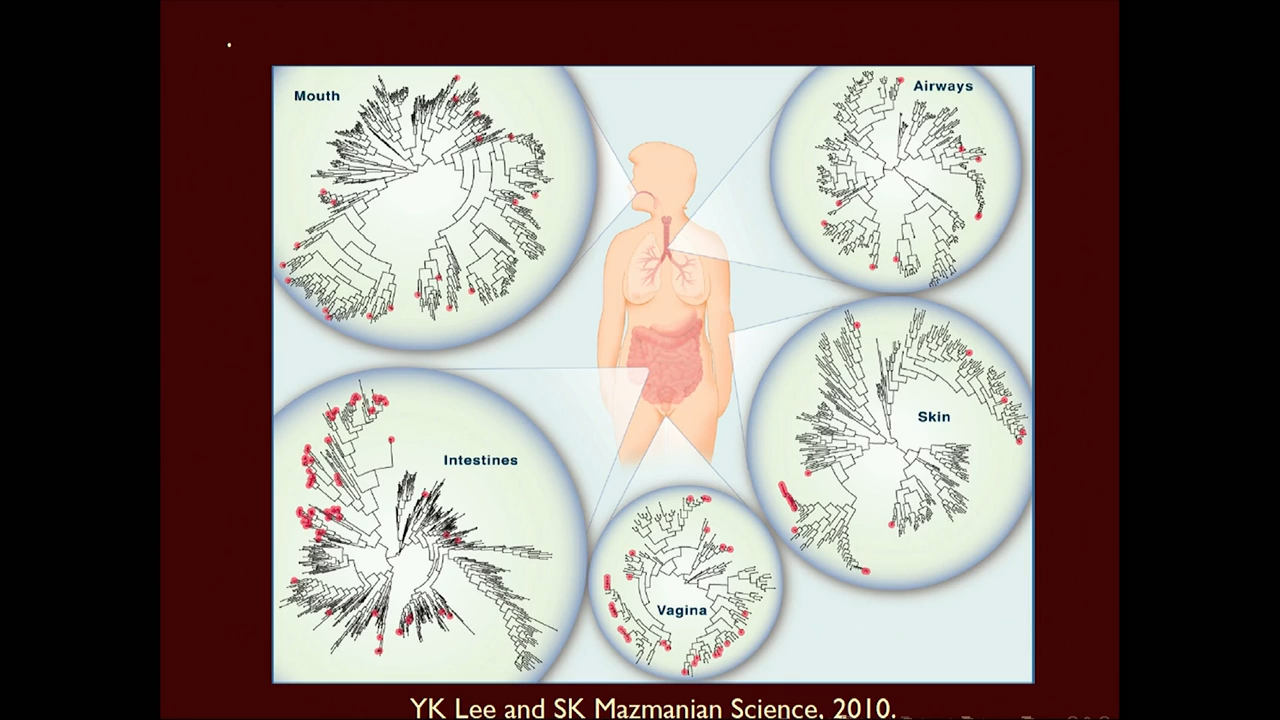 Mouth
Airways
Skin
Intestines
Vagina
YK Lee and SK Mazmanian Science, 2010.